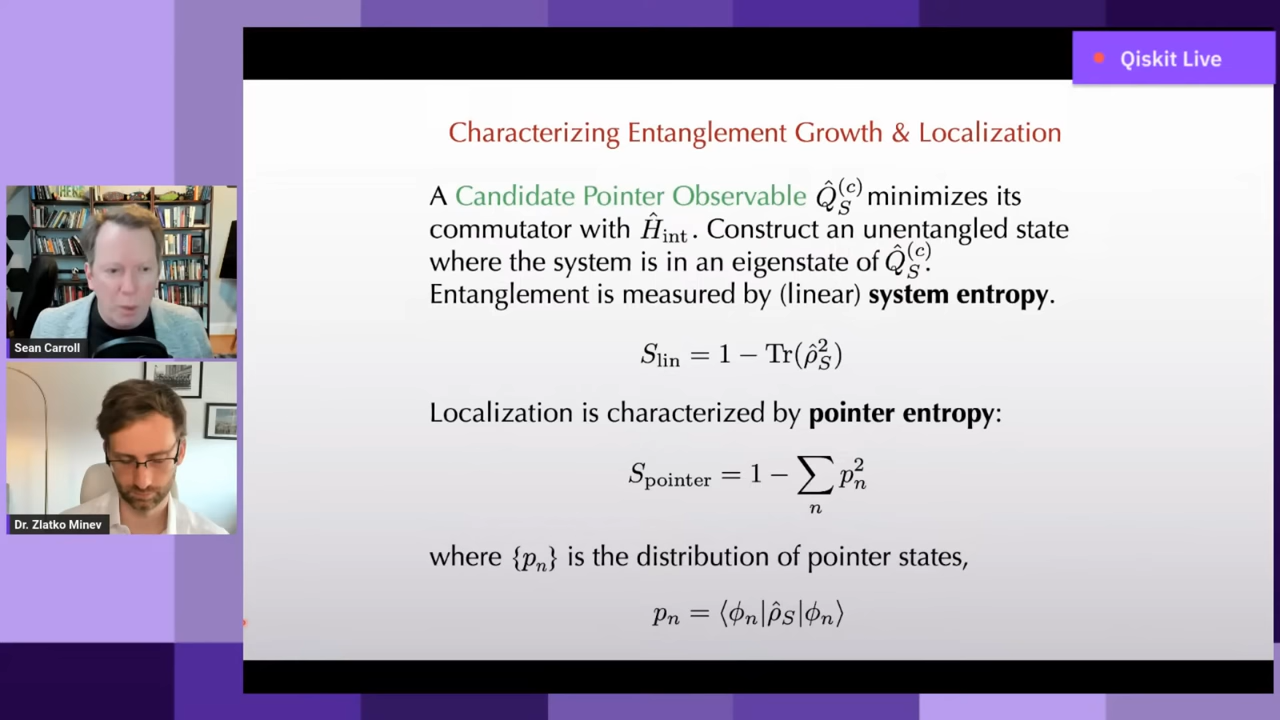 Qiskit Live
Characterizing Entanglement Growth & Localization
A Candidate Pointer Observable Q̂_S^(c) minimizes its
commutator with Ĥ_int. Construct an unentangled state
where the system is in an eigenstate of Q̂_S^(c).
Entanglement is measured by (linear) system entropy.
S_lin = 1 − Tr(ρ̂_S^2)
Localization is characterized by pointer entropy:
S_pointer = 1 − ∑_n p_n^2
where {p_n} is the distribution of pointer states,
p_n = ⟨ϕ_n|ρ̂_S|ϕ_n⟩
Sean Carroll
Dr. Zlatko Minev